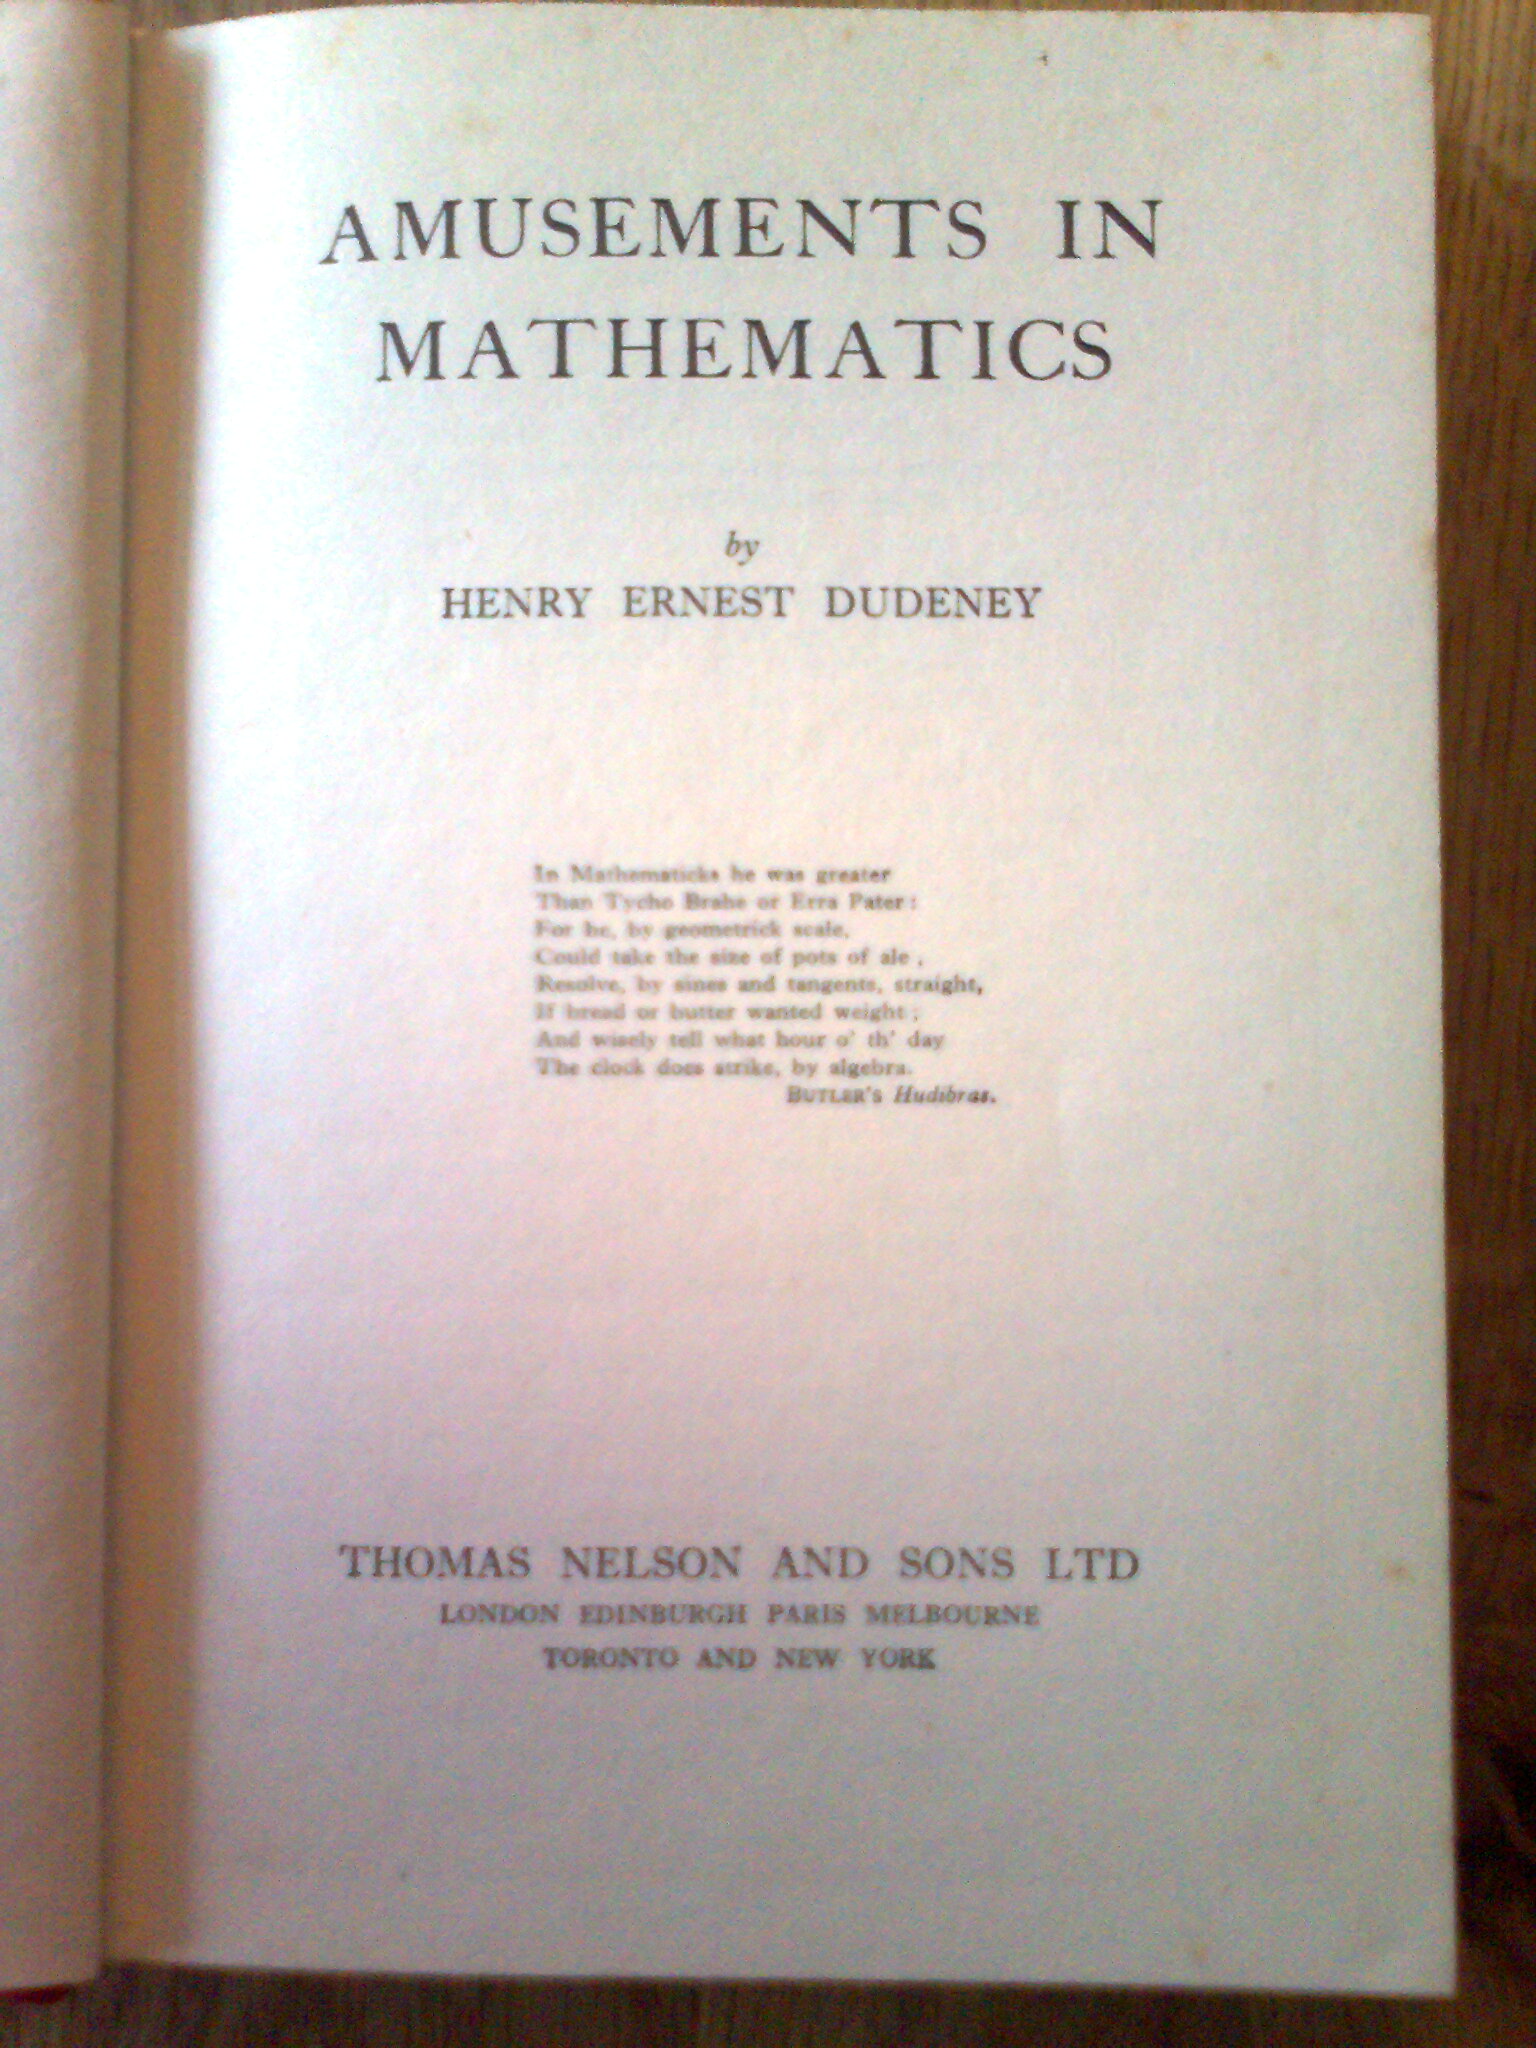 AMUSEMENTS IN
MATHEMATICS
by
HENRY ERNEST DUDENEY
In Mathematicks he was greater
Than Tycho Brahe or Erra Pater:
For he, by geometrick scale,
Could take the size of pots of ale,
Resolve, by sines and tangents, straight,
If bread or butter wanted weight;
And wisely tell what hour o' th' day
The clock does strike, by algebra.
BUTLER'S Hudibras.
THOMAS NELSON AND SONS LTD
LONDON EDINBURGH PARIS MELBOURNE
TORONTO AND NEW YORK